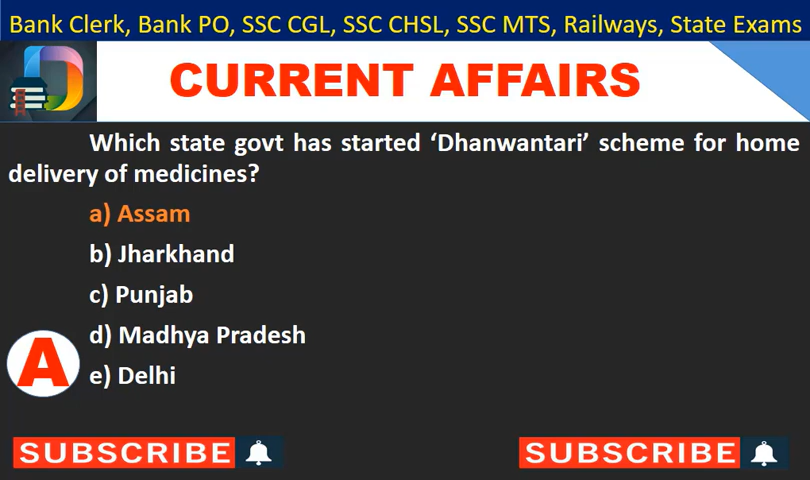 Bank Clerk, Bank PO, SSC CGL, SSC CHSL, SSC MTS, Railways, State Exams
CURRENT AFFAIRS
Which state govt has started ‘Dhanwantari’ scheme for home
delivery of medicines?
a) Assam
b) Jharkhand
c) Punjab
d) Madhya Pradesh
e) Delhi
A
SUBSCRIBE
SUBSCRIBE